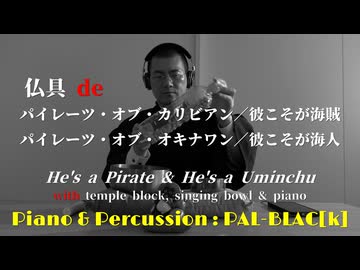 仏具 de
パイレーツ・オブ・カリビアン／彼こそが海賊
パイレーツ・オブ・オキナワン／彼こそが海人
He's a Pirate & He's a Uminchu
with temple block, singing bowl & piano
Piano & Percussion : PAL-BLAC[k]